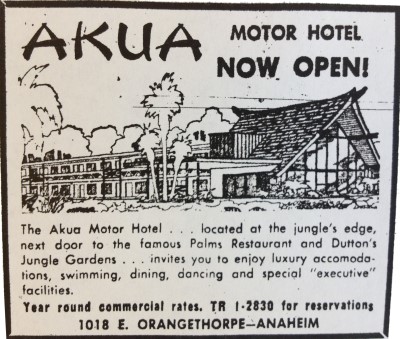 AKUA MOTOR HOTEL
NOW OPEN!
The Akua Motor Hotel . . . located at the jungle's edge,
next door to the famous Palms Restaurant and Dutton's
Jungle Gardens . . . invites you to enjoy luxury accomoda-
tions, swimming, dining, dancing and special "executive"
facilities.
Year round commercial rates. TR 1-2830 for reservations
1018 E. ORANGETHORPE—ANAHEIM